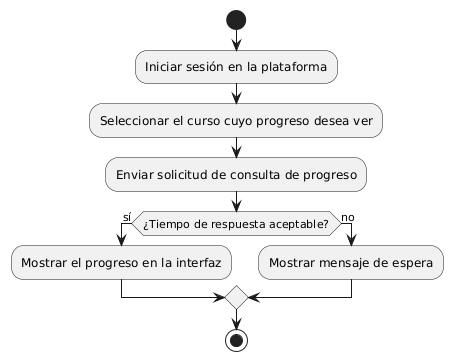 Iniciar sesión en la plataforma
Seleccionar el curso cuyo progreso desea ver
Enviar solicitud de consulta de progreso
¿Tiempo de respuesta aceptable?
sí
no
Mostrar el progreso en la interfaz
Mostrar mensaje de espera